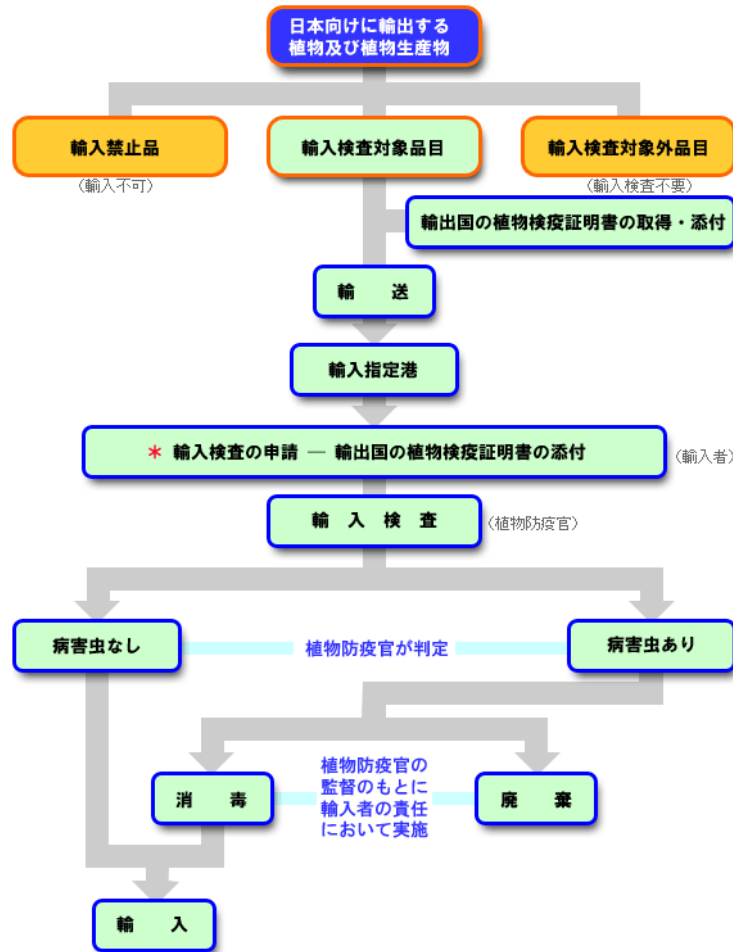 日本向けに輸出する
植物及び植物生産物
輸入禁止品
輸入検査対象品目
輸入検査対象外品目
（輸入不可）
（輸入検査不要）
輸出国の植物検疫証明書の取得・添付
輸　送
輸入指定港
＊ 輸入検査の申請 ― 輸出国の植物検疫証明書の添付
（輸入者）
輸 入 検 査
（植物防疫官）
病害虫なし
植物防疫官が判定
病害虫あり
植物防疫官の
監督のもとに
輸入者の責任
において実施
消　毒
廃　棄
輸　入